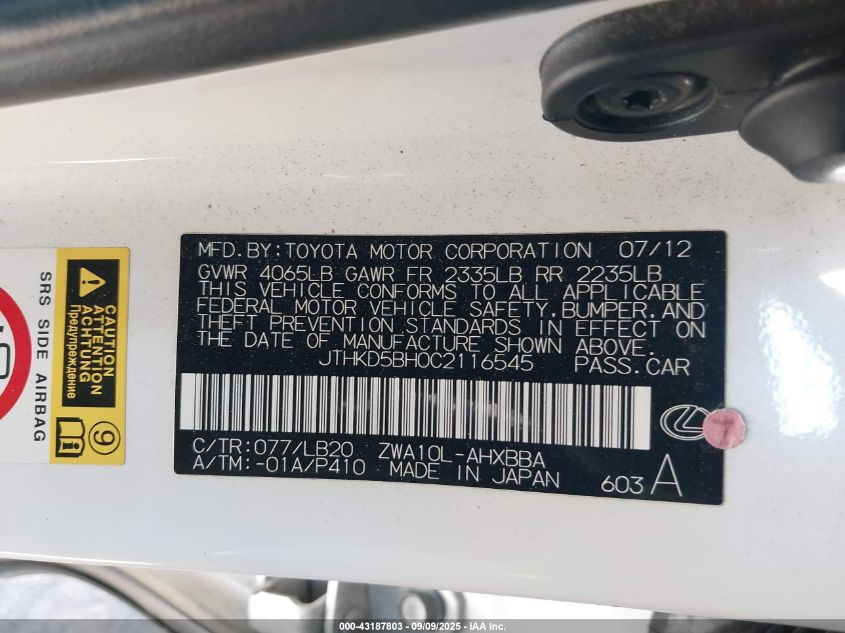 MFD. BY: TOYOTA MOTOR CORPORATION 07/12
GVWR 4065LB GAWR FR 2335LB RR 2235LB
THIS VEHICLE CONFORMS TO ALL APPLICABLE
FEDERAL MOTOR VEHICLE SAFETY, BUMPER, AND
THEFT PREVENTION STANDARDS IN EFFECT ON
THE DATE OF MANUFACTURE SHOWN ABOVE.
JTHKD5BH0C2116545 PASS. CAR
C/TR: 077/LB20 ZWA10L-AHXBBA
A/TM: -01A/P410 MADE IN JAPAN
603 A
CAUTION
ATTENTION
ACHTUNG
Предупреждение
SRS SIDE AIRBAG
9
000-43187803 - 09/09/2025 - IAA Inc.